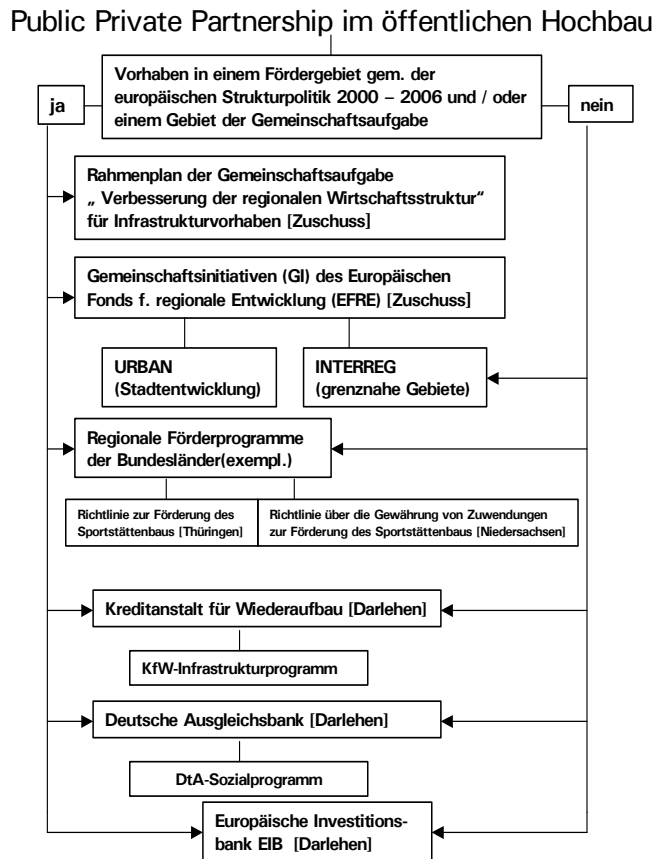 Public Private Partnership im öffentlichen Hochbau
Vorhaben in einem Fördergebiet gem. der
europäischen Strukturpolitik 2000 – 2006 und / oder
einem Gebiet der Gemeinschaftsaufgabe
ja
nein
Rahmenplan der Gemeinschaftsaufgabe
„ Verbesserung der regionalen Wirtschaftsstruktur“
für Infrastrukturvorhaben [Zuschuss]
Gemeinschaftsinitiativen (GI) des Europäischen
Fonds f. regionale Entwicklung (EFRE) [Zuschuss]
URBAN
(Stadtentwicklung)
INTERREG
(grenznahe Gebiete)
Regionale Förderprogramme
der Bundesländer(exempl.)
Richtlinie zur Förderung des
Sportstättenbaus [Thüringen]
Richtlinie über die Gewährung von Zuwendungen
zur Förderung des Sportstättenbaus [Niedersachsen]
Kreditanstalt für Wiederaufbau [Darlehen]
KfW-Infrastrukturprogramm
Deutsche Ausgleichsbank [Darlehen]
DtA-Sozialprogramm
Europäische Investitions-
bank EIB [Darlehen]